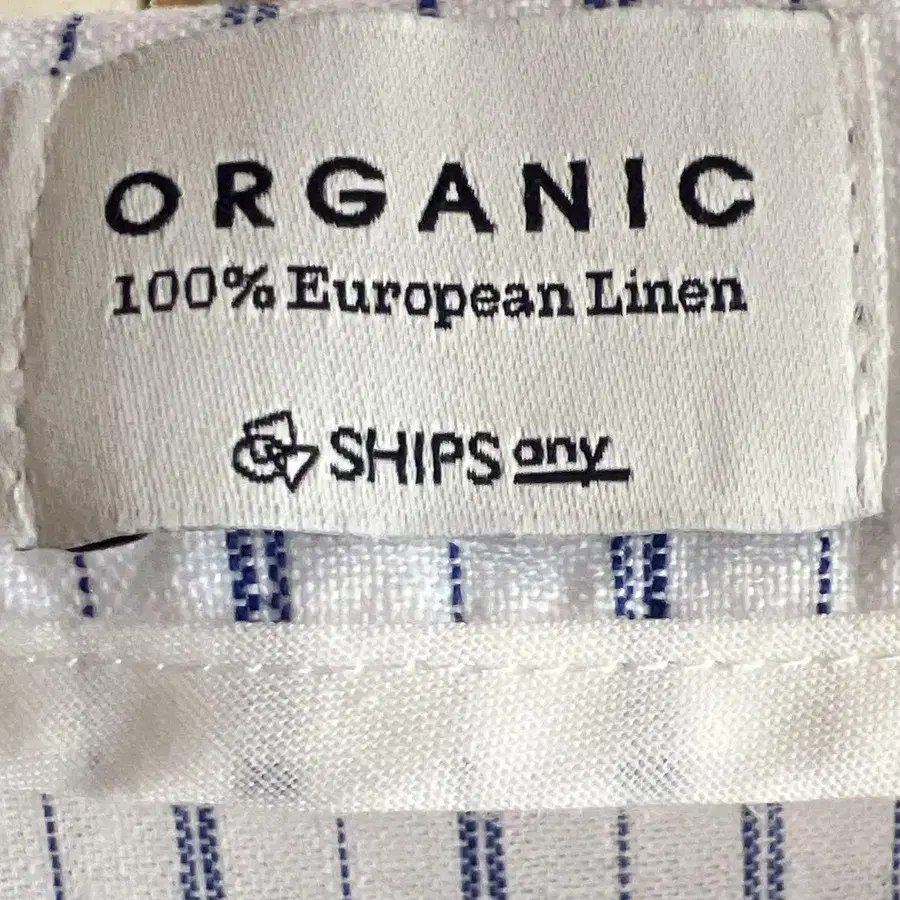 ORGANIC
100% European Linen
SHIPS any